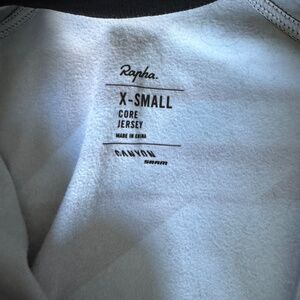 Rapha.
X-SMALL
CORE
JERSEY
MADE IN CHINA
CANYON
SRAM